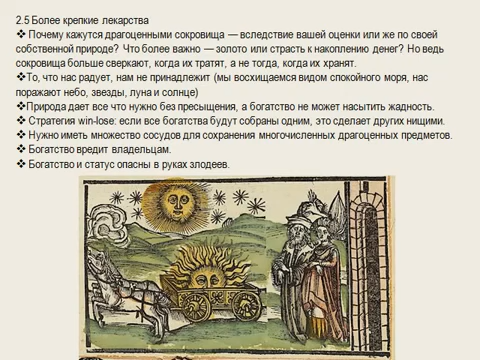 2.5 Более крепкие лекарства
❖ Почему кажутся драгоценными сокровища — вследствие вашей оценки или же по своей
собственной природе? Что более важно — золото или страсть к накоплению денег? Но ведь
сокровища больше сверкают, когда их тратят, а не тогда, когда их хранят.
❖То, что нас радует, нам не принадлежит (мы восхищаемся видом спокойного моря, нас
поражают небо, звезды, луна и солнце)
❖Природа дает все что нужно без пресыщения, а богатство не может насытить жадность.
❖ Стратегия win-lose: если все богатства будут собраны одним, это сделает других нищими.
❖ Нужно иметь множество сосудов для сохранения многочисленных драгоценных предметов.
❖ Богатство вредит владельцам.
❖ Богатство и статус опасны в руках злодеев.